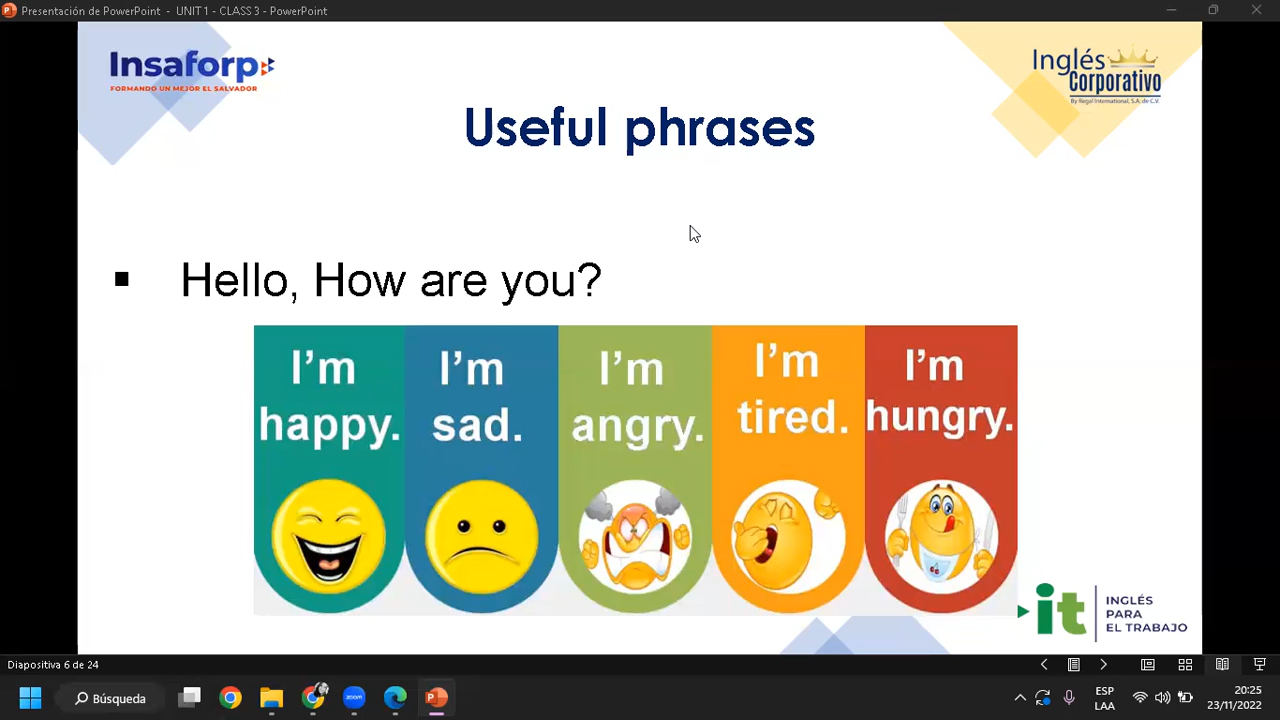 Presentación de PowerPoint - UNIT 1 - CLASS 3 - PowerPoint
Insaforp
FORMANDO UN MEJOR EL SALVADOR
Inglés
Corporativo
By Regal International, S.A. de C.V.
Useful phrases
Hello, How are you?
I'm
happy.
I'm
sad.
I'm
angry.
I'm
tired.
I'm
hungry.
it
INGLÉS
PARA
EL TRABAJO
Diapositiva 6 de 24
Búsqueda
zoom
ESP
LAA
20:25
23/11/2022